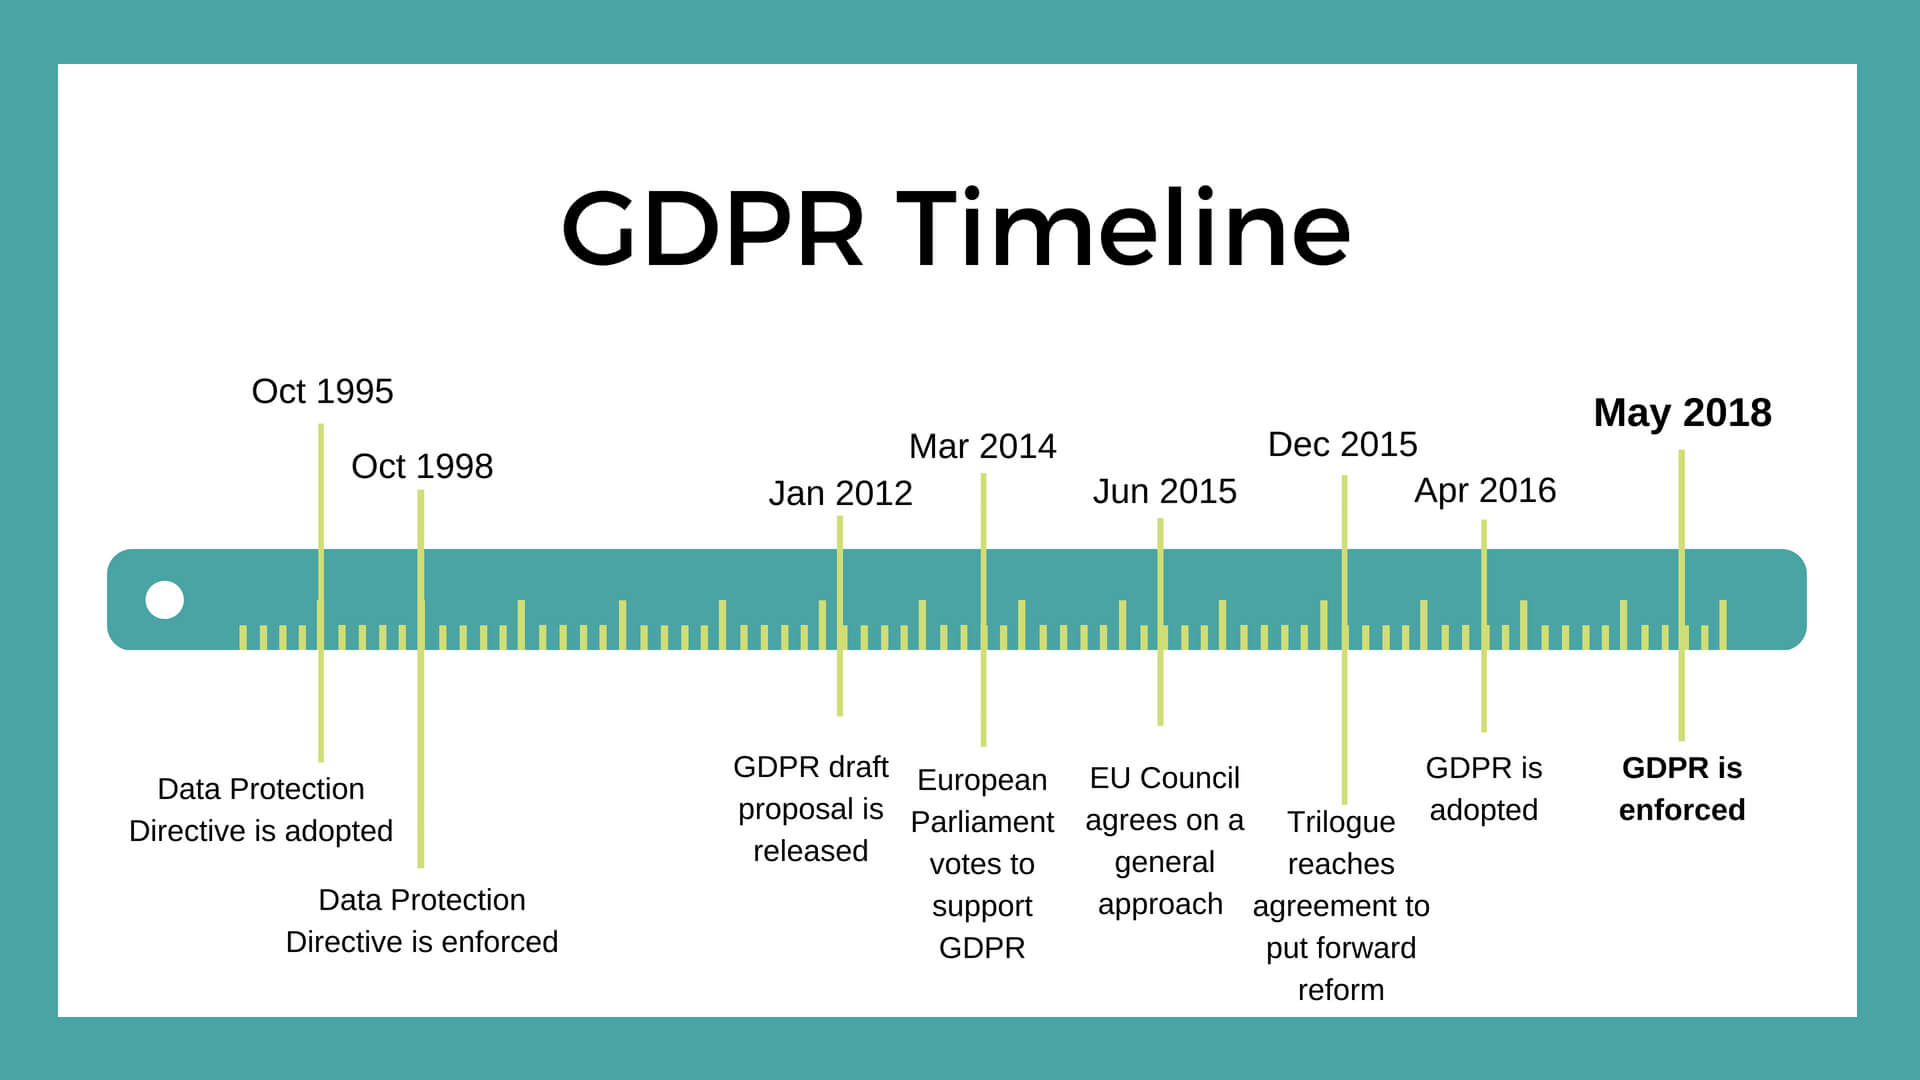 GDPR Timeline
Oct 1995
Oct 1998
Jan 2012
Mar 2014
Jun 2015
Dec 2015
Apr 2016
May 2018
Data Protection
Directive is adopted
Data Protection
Directive is enforced
GDPR draft
proposal is
released
European
Parliament
votes to
support
GDPR
EU Council
agrees on a
general
approach
Trilogue
reaches
agreement to
put forward
reform
GDPR is
adopted
GDPR is
enforced